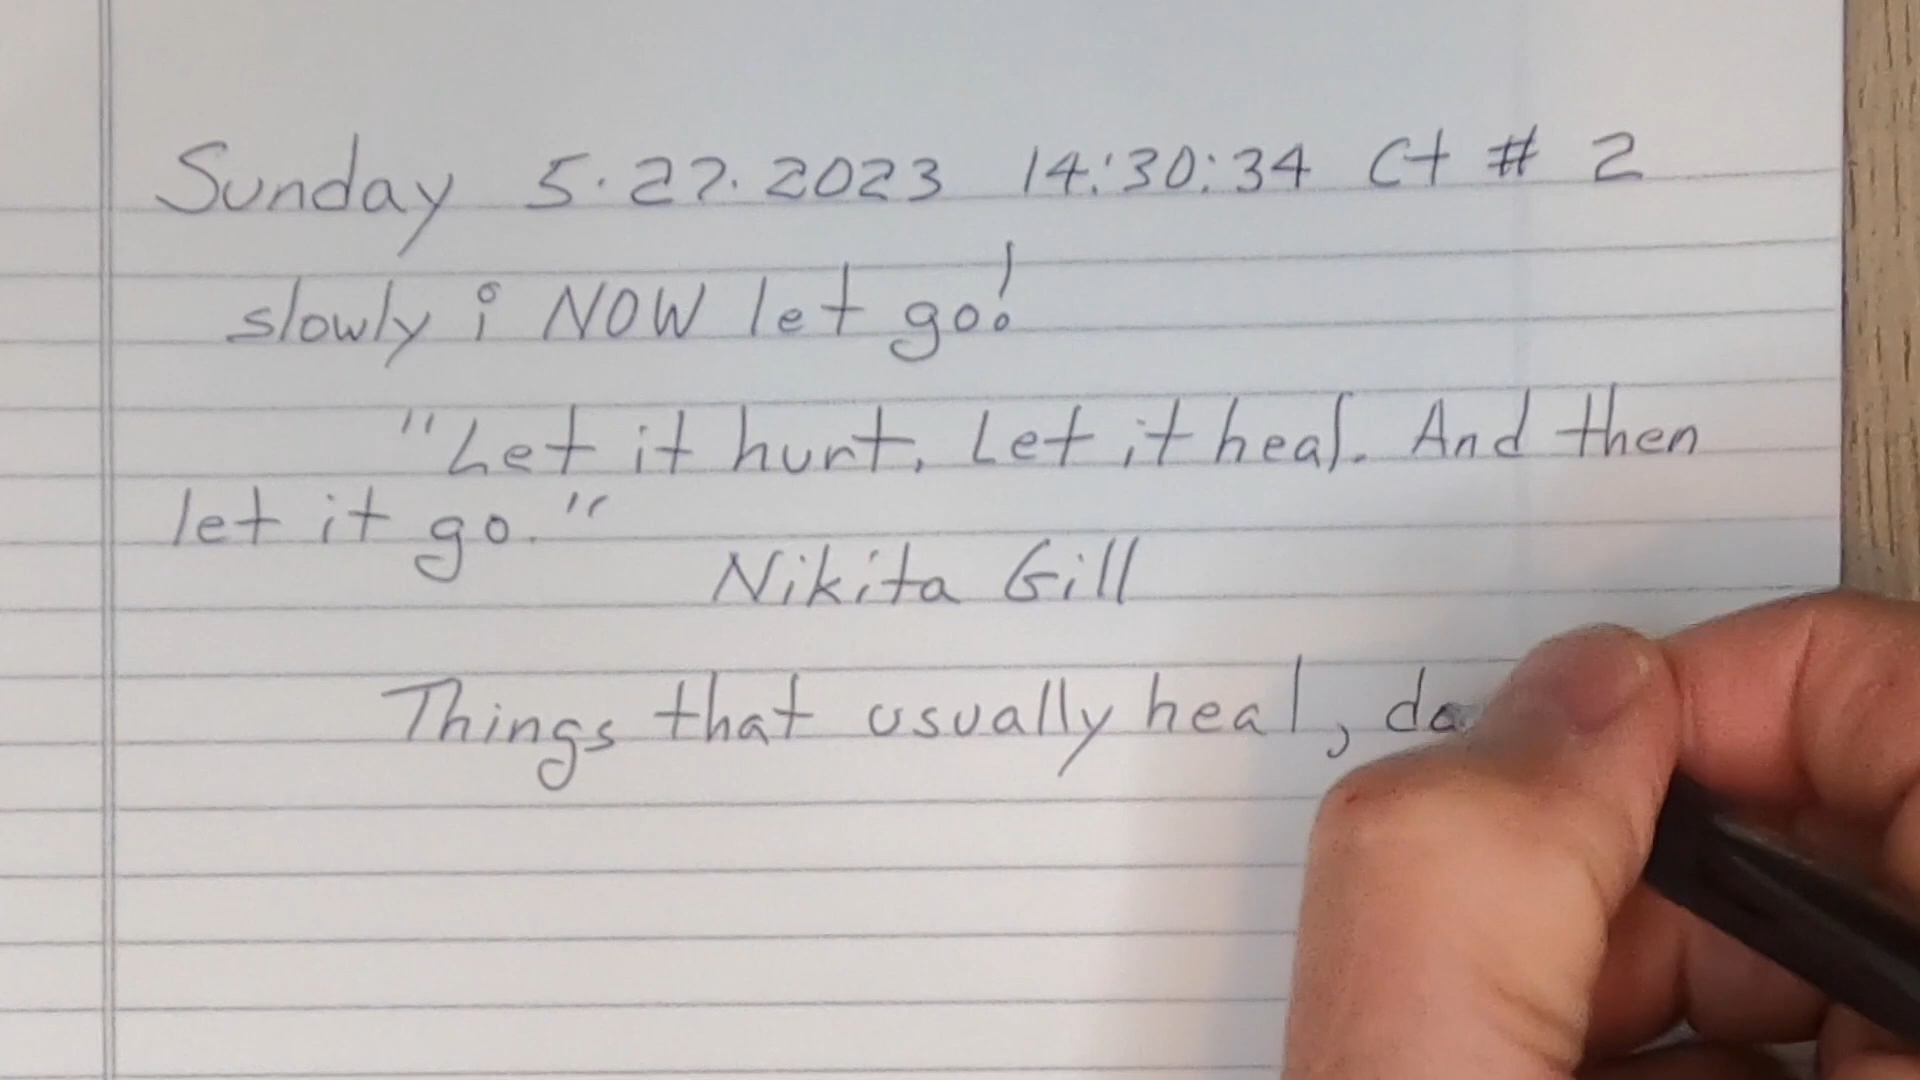 Sunday 5.27.2023 14:30:34 Ct # 2
slowly i NOW let go!
"Let it hurt. Let it heal. And then
let it go."
Nikita Gill
Things that usually heal,